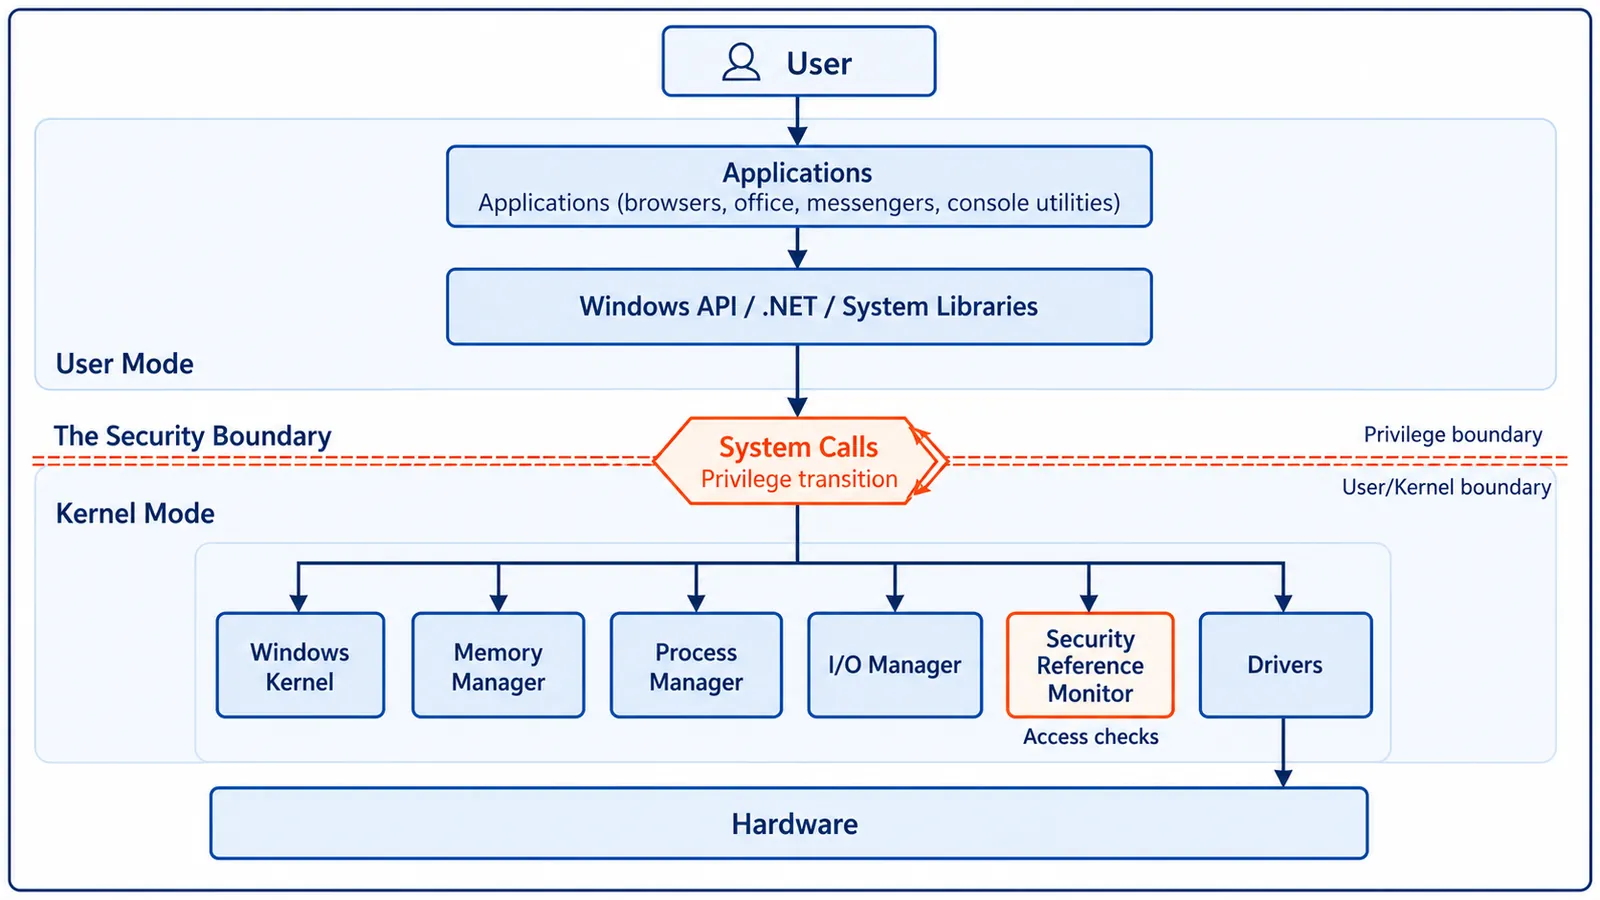 User
Applications
Applications (browsers, office, messengers, console utilities)
Windows API / .NET / System Libraries
User Mode
The Security Boundary
System Calls
Privilege transition
Privilege boundary
User/Kernel boundary
Kernel Mode
Windows
Kernel
Memory
Manager
Process
Manager
I/O Manager
Security
Reference
Monitor
Drivers
Access checks
Hardware